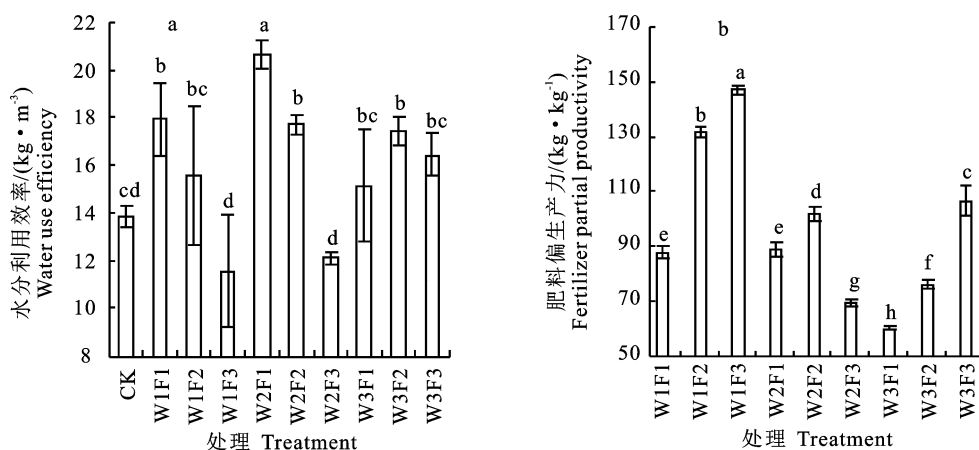 水分利用效率/(kg•m⁻³)
Water use efficiency
22
20
18
16
14
12
10
8
a
cd
b
bc
d
a
b
d
bc
b
bc
CK
W1F1
W1F2
W1F3
W2F1
W2F2
W2F3
W3F1
W3F2
W3F3
处理 Treatment
肥料偏生产力/(kg•kg⁻¹)
Fertilizer partial productivity
170
150
130
110
90
70
50
b
e
b
a
e
d
g
h
f
c
W1F1
W1F2
W1F3
W2F1
W2F2
W2F3
W3F1
W3F2
W3F3
处理 Treatment